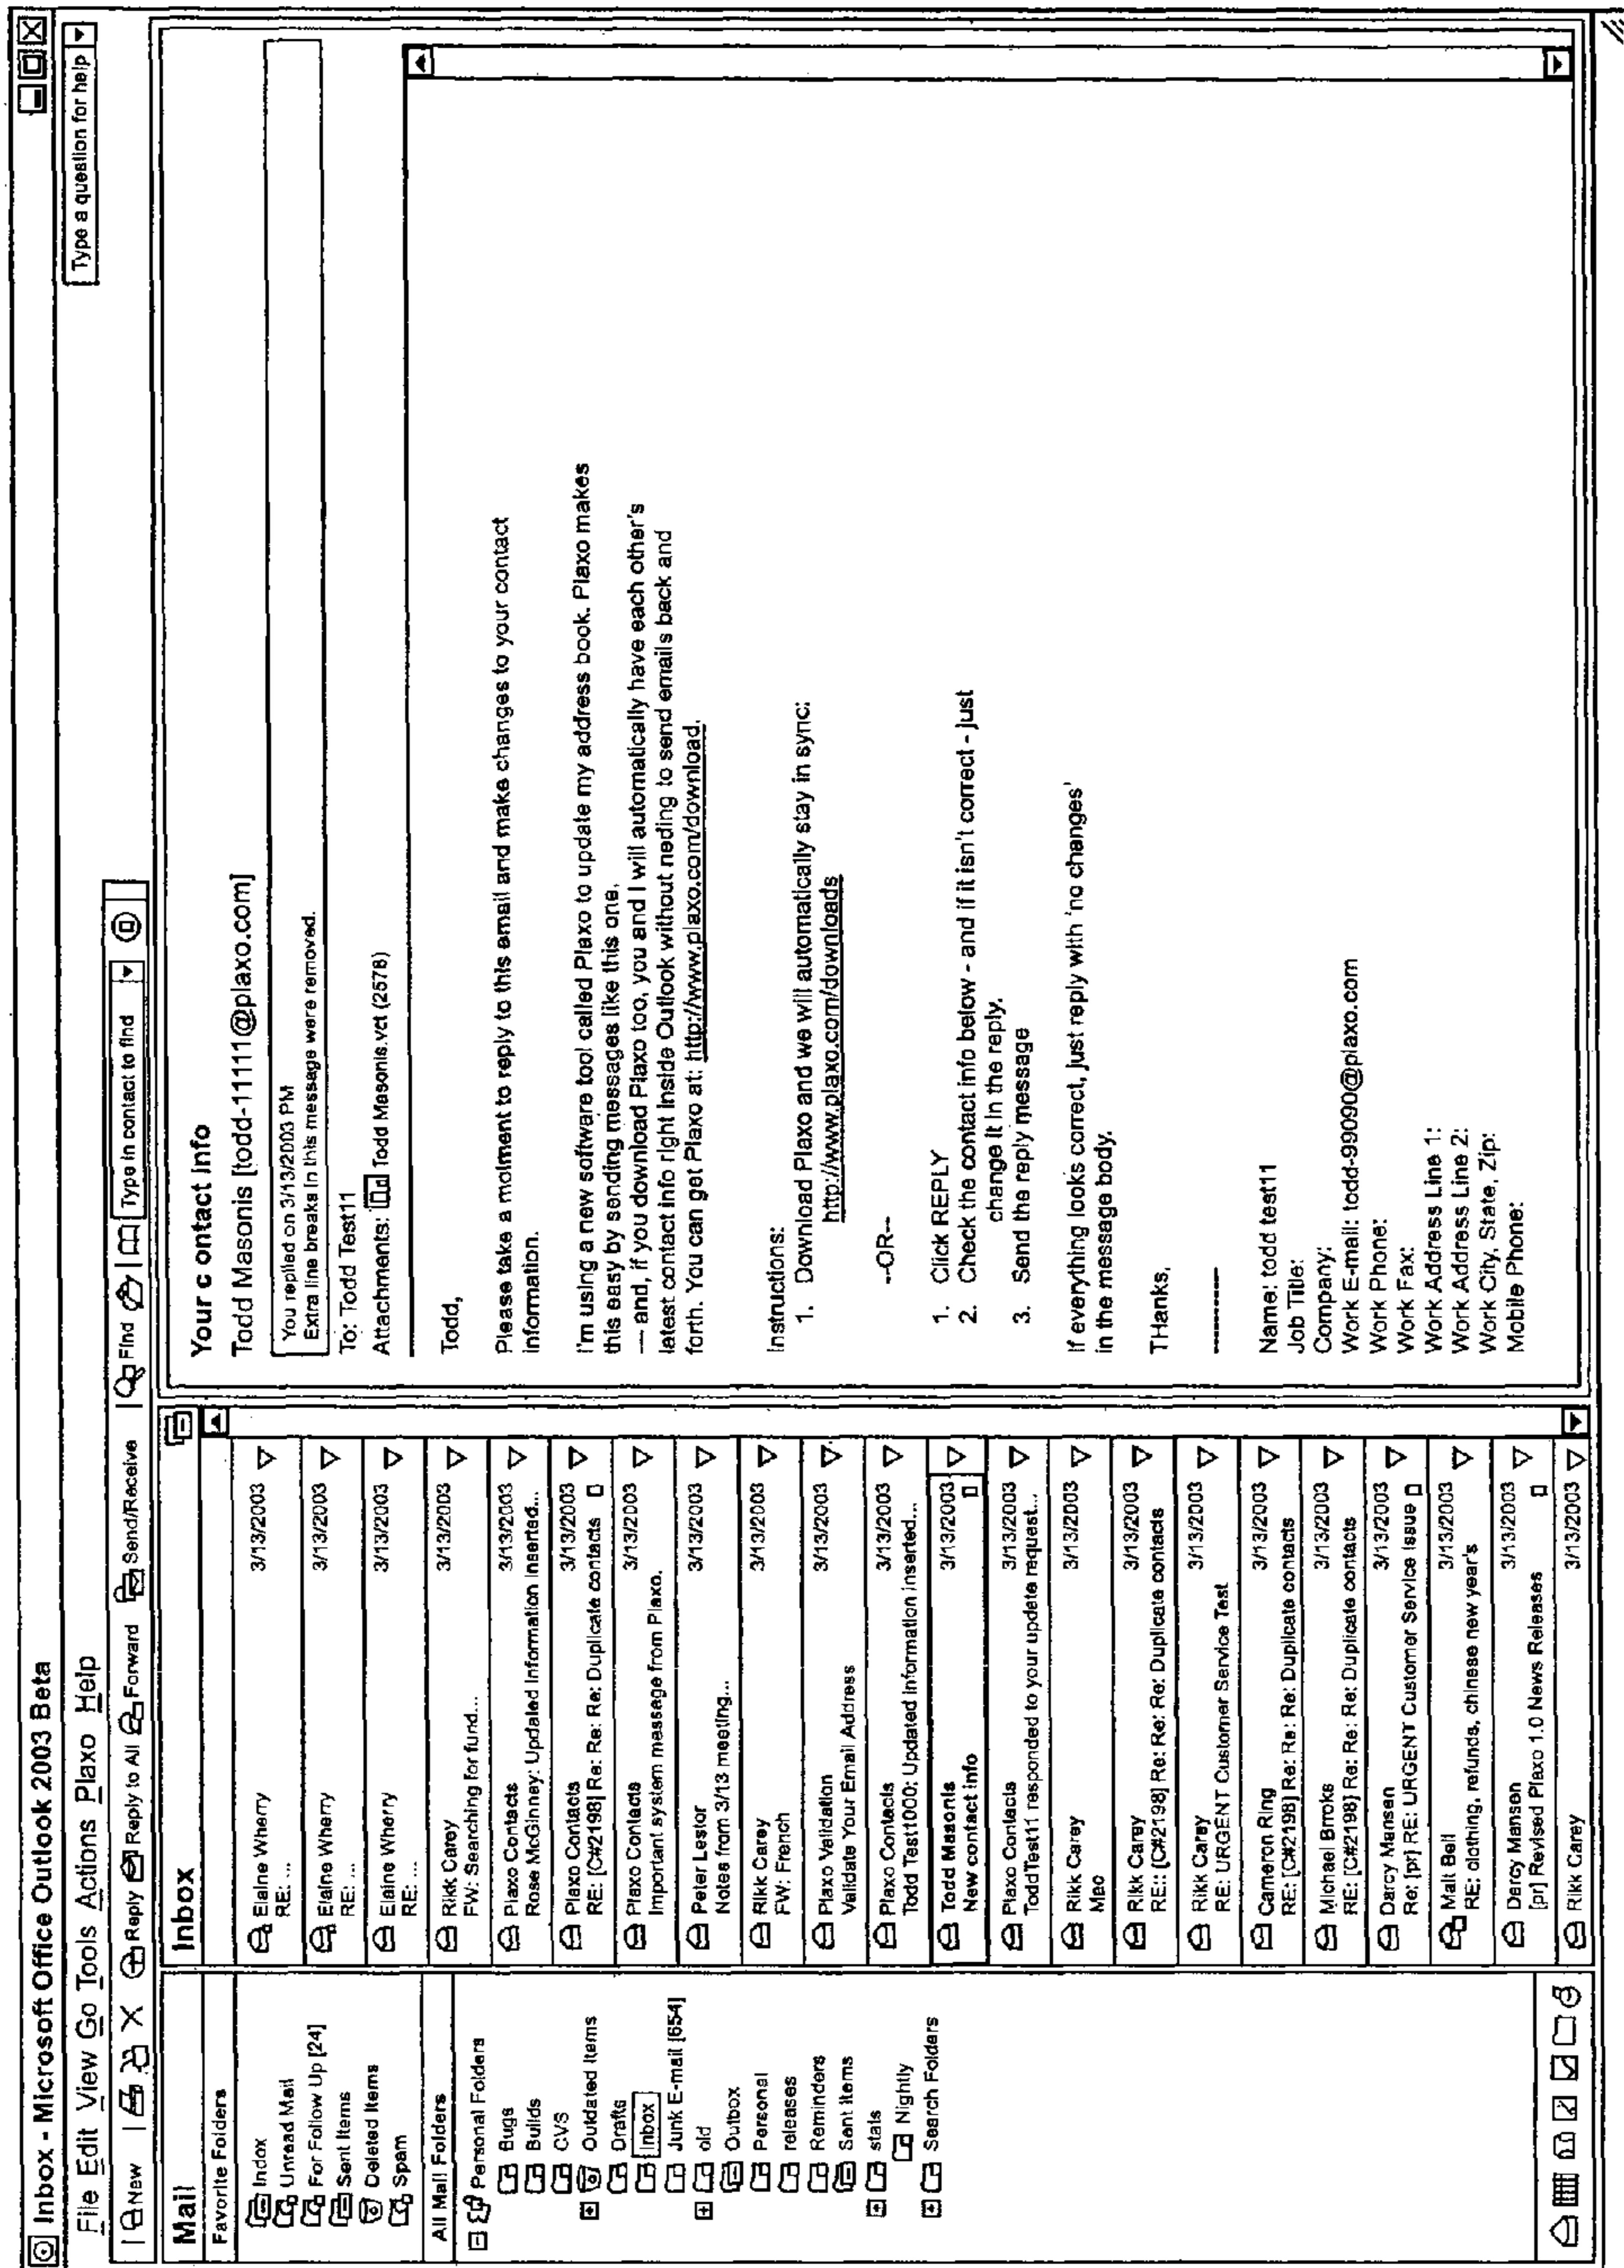 Inbox - Microsoft Office Outlook 2003 Beta
File Edit View Go Tools Actions Plaxo Help
Type a question for help
New Reply Reply to All Forward Send/Receive Find Type in contact to find
Mail
Favorite Folders
Indox
Unread Mail
For Follow Up [24]
Sent Items
Deleted Items
Spam
All Mail Folders
Personal Folders
Bugs
Builds
CVS
Outdated Items
Drafts
Inbox
Junk E-mail [654]
old
Outbox
Personal
releases
Reminders
Sent Items
stats
Nightly
Search Folders
Inbox
Elaine Wherry 3/13/2003
RE: ...
Elaine Wherry 3/13/2003
RE: ...
Elaine Wherry 3/13/2003
RE: ...
Rikk Carey 3/13/2003
FW: Searching for fund...
Plaxo Contacts 3/13/2003
Rose McGinney: Updated Information Inserted...
Plaxo Contacts 3/13/2003
RE: [C#2198] Re: Re: Duplicate contacts
Plaxo Contacts 3/13/2003
Important system message from Plaxo.
Peter Lestor 3/13/2003
Notes from 3/13 meeting...
Rikk Carey 3/13/2003
FW: French
Plaxo Validation 3/13/2003
Validate Your Email Address
Plaxo Contacts 3/13/2003
Todd Test1000: Updated Information inserted...
Todd Masonis 3/13/2003
New contact info
Plaxo Contacts 3/13/2003
ToddTest11 responded to your update request...
Rikk Carey 3/13/2003
Mac
Rikk Carey 3/13/2003
RE:: [C#2198] Re: Re: Re: Duplicate contacts
Rikk Carey 3/13/2003
RE: URGENT Customer Service Test
Cameron Ring 3/13/2003
RE: [C#2198] Re: Re: Re: Duplicate contacts
Michael Brroks 3/13/2003
RE: [C#2198} Re: Re: Re: Duplicate contacts
Darcy Mansen 3/13/2003
Re: [pr] RE: URGENT Customer Service Issue
Malt Bell 3/13/2003
RE: clothing, refunds, chinese new year's
Darcy Manson 3/13/2003
[pr] Revised Plaxo 1.0 News Releases
Rikk Carey 3/13/2003
Your c ontact Info
Todd Masonis [todd-11111@plaxo.com]
You replied on 3/13/2003 PM
Extra line breaks in this message were removed.
To: Todd Test11
Attachments: Todd Masonis.vct (2578)
Todd,
Please take a molment to reply to this email and make changes to your contact
information.
I'm using a new software tool called Plaxo to update my address book. Plaxo makes
this easy by sending messages like this one.
— and, if you download Plaxo too, you and I will automatically have each other's
latest contact info right inside Outlook without neding to send emails back and
forth. You can get Plaxo at: http://www.plaxo.com/download.
Instructions:
1. Download Plaxo and we will automatically stay in sync:
http://www.plaxo.com/downloads
--OR--
1. Click REPLY
2. Check the contact info below - and if it isn't correct - just
change it in the reply.
3. Send the reply message
If everything looks correct, just reply with 'no changes'
in the message body.
THanks,
----------
Name: todd test11
Job Title:
Company:
Work E-mail: todd-99090@plaxo.com
Work Phone:
Work Fax:
Work Address Line 1:
Work Address Line 2:
Work City, State, Zip:
Mobile Phone: